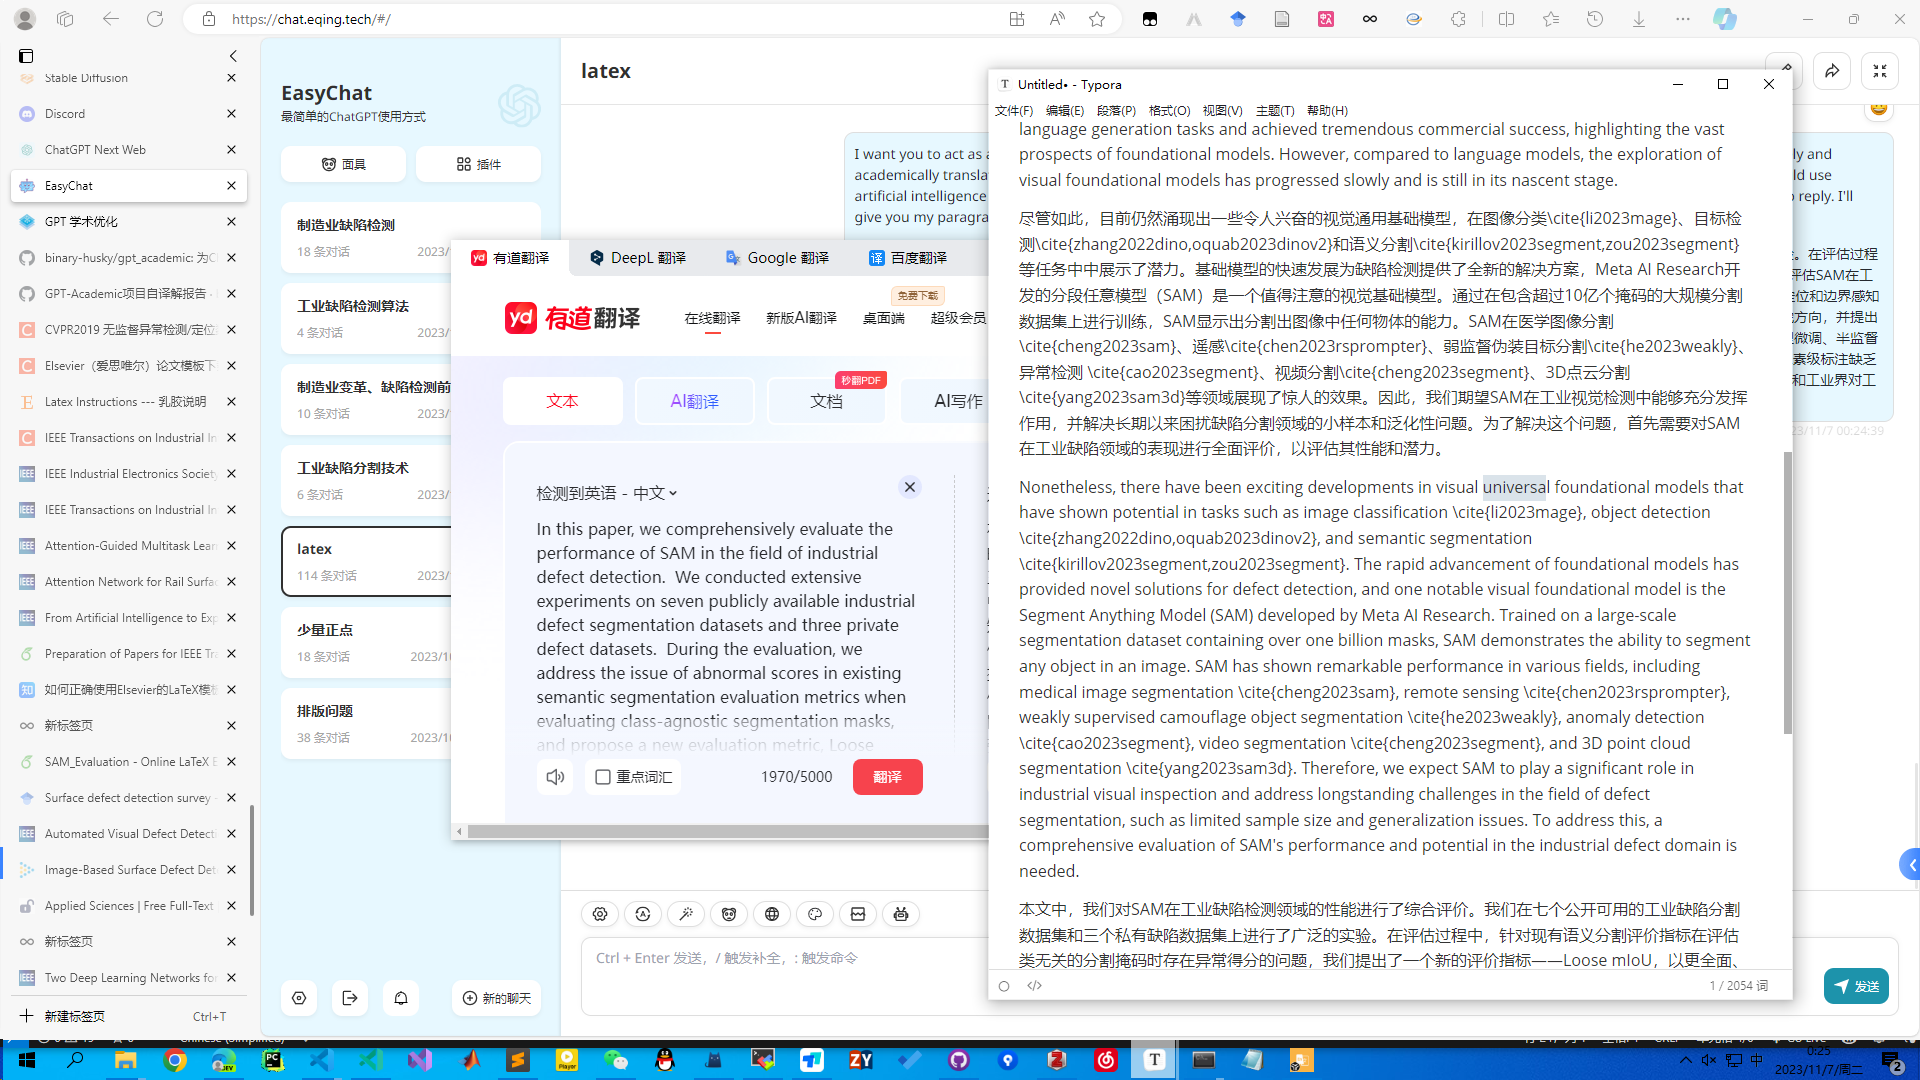 https://chat.eqing.tech/#/
Stable Diffusion
Discord
ChatGPT Next Web
EasyChat
GPT 学术优化
binary-husky/gpt_academic: 为
GPT-Academic项目自译解报告 -
CVPR2019 无监督异常检测/定位
Elsevier（爱思唯尔）论文模板下
Latex Instructions --- 乳胶说明
IEEE Transactions on Industrial In
IEEE Industrial Electronics Society
IEEE Transactions on Industrial In
Attention-Guided Multitask Lear
Attention Network for Rail Surfac
From Artificial Intelligence to Exp
Preparation of Papers for IEEE Tra
如何正确使用Elsevier的LaTeX模板
新标签页
SAM_Evaluation - Online LaTeX E
Surface defect detection survey -
Automated Visual Defect Detecti
Image-Based Surface Defect Det
Applied Sciences | Free Full-Text
新标签页
Two Deep Learning Networks for
新建标签页 Ctrl+T
EasyChat
最简单的ChatGPT使用方式
面具 插件
制造业缺陷检测
18 条对话 2023/
工业缺陷检测算法
4 条对话 2023/
制造业变革、缺陷检测前
10 条对话 2023/
工业缺陷分割技术
6 条对话 2023/
latex
114 条对话 2023/
少量正点
18 条对话 2023/10
排版问题
38 条对话 2023/10
新的聊天
latex
I want you to act as a
academically transla
artificial intelligence
give you my paragra
ly and
ld use
o reply. I'll
。在评估过程
评估SAM在工
位和边界感知
方向，并提出
微调、半监督
素级标注缺乏
和工业界对工
23/11/7 00:24:39
有道翻译 DeepL 翻译 Google 翻译 百度翻译
yd 有道翻译 在线翻译 新版AI翻译 桌面端 免费下载 超级会员
文本 AI翻译 文档 秒翻PDF AI写作
检测到英语 - 中文
In this paper, we comprehensively evaluate the
performance of SAM in the field of industrial
defect detection. We conducted extensive
experiments on seven publicly available industrial
defect segmentation datasets and three private
defect datasets. During the evaluation, we
address the issue of abnormal scores in existing
semantic segmentation evaluation metrics when
evaluating class-agnostic segmentation masks,
and propose a new evaluation metric, Loose
重点词汇 1970/5000 翻译
Ctrl + Enter 发送，/ 触发补全，: 触发命令
发送
Untitled• - Typora
文件(F) 编辑(E) 段落(P) 格式(O) 视图(V) 主题(T) 帮助(H)
language generation tasks and achieved tremendous commercial success, highlighting the vast
prospects of foundational models. However, compared to language models, the exploration of
visual foundational models has progressed slowly and is still in its nascent stage.
尽管如此，目前仍然涌现出一些令人兴奋的视觉通用基础模型，在图像分类\cite{li2023mage}、目标检
测\cite{zhang2022dino,oquab2023dinov2}和语义分割\cite{kirillov2023segment,zou2023segment}
等任务中中展示了潜力。基础模型的快速发展为缺陷检测提供了全新的解决方案，Meta AI Research开
发的分段任意模型（SAM）是一个值得注意的视觉基础模型。通过在包含超过10亿个掩码的大规模分割
数据集上进行训练，SAM显示出分割出图像中任何物体的能力。SAM在医学图像分割
\cite{cheng2023sam}、遥感\cite{chen2023rsprompter}、弱监督伪装目标分割\cite{he2023weakly}、
异常检测 \cite{cao2023segment}、视频分割\cite{cheng2023segment}、3D点云分割
\cite{yang2023sam3d}等领域展现了惊人的效果。因此，我们期望SAM在工业视觉检测中能够充分发挥
作用，并解决长期以来困扰缺陷分割领域的小样本和泛化性问题。为了解决这个问题，首先需要对SAM
在工业缺陷领域的表现进行全面评价，以评估其性能和潜力。
Nonetheless, there have been exciting developments in visual universal foundational models that
have shown potential in tasks such as image classification \cite{li2023mage}, object detection
\cite{zhang2022dino,oquab2023dinov2}, and semantic segmentation
\cite{kirillov2023segment,zou2023segment}. The rapid advancement of foundational models has
provided novel solutions for defect detection, and one notable visual foundational model is the
Segment Anything Model (SAM) developed by Meta AI Research. Trained on a large-scale
segmentation dataset containing over one billion masks, SAM demonstrates the ability to segment
any object in an image. SAM has shown remarkable performance in various fields, including
medical image segmentation \cite{cheng2023sam}, remote sensing \cite{chen2023rsprompter},
weakly supervised camouflage object segmentation \cite{he2023weakly}, anomaly detection
\cite{cao2023segment}, video segmentation \cite{cheng2023segment}, and 3D point cloud
segmentation \cite{yang2023sam3d}. Therefore, we expect SAM to play a significant role in
industrial visual inspection and address longstanding challenges in the field of defect
segmentation, such as limited sample size and generalization issues. To address this, a
comprehensive evaluation of SAM's performance and potential in the industrial defect domain is
needed.
本文中，我们对SAM在工业缺陷检测领域的性能进行了综合评价。我们在七个公开可用的工业缺陷分割
数据集和三个私有缺陷数据集上进行了广泛的实验。在评估过程中，针对现有语义分割评价指标在评估
类无关的分割掩码时存在异常得分的问题，我们提出了一个新的评价指标——Loose mIoU，以更全面、
1 / 2054 词
中
0:25
2023/11/7/周二
2